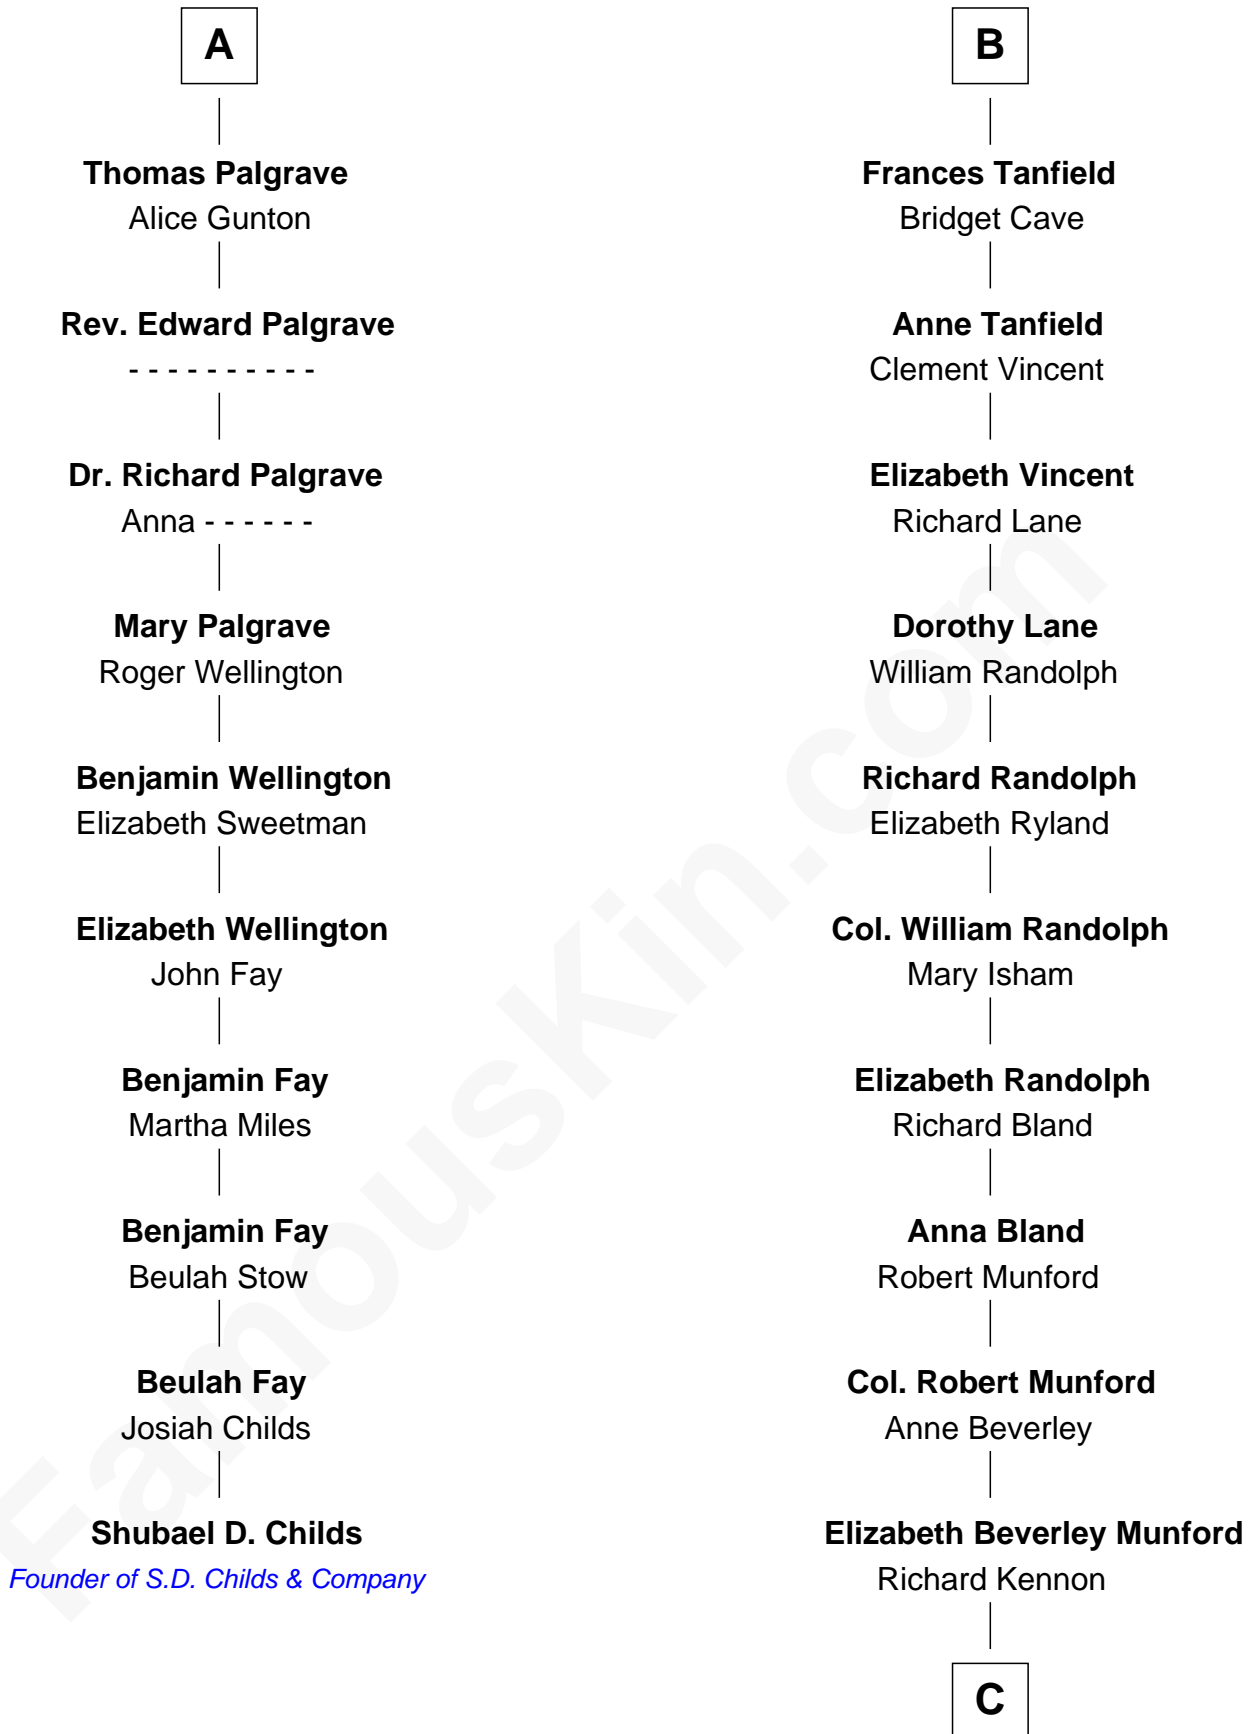 A
Thomas Palgrave
Alice Gunton
Rev. Edward Palgrave
- - - - - - - - - -
Dr. Richard Palgrave
Anna - - - - - -
Mary Palgrave
Roger Wellington
Benjamin Wellington
Elizabeth Sweetman
Elizabeth Wellington
John Fay
Benjamin Fay
Martha Miles
Benjamin Fay
Beulah Stow
Beulah Fay
Josiah Childs
Shubael D. Childs
Founder of S.D. Childs & Company
B
Frances Tanfield
Bridget Cave
Anne Tanfield
Clement Vincent
Elizabeth Vincent
Richard Lane
Dorothy Lane
William Randolph
Richard Randolph
Elizabeth Ryland
Col. William Randolph
Mary Isham
Elizabeth Randolph
Richard Bland
Anna Bland
Robert Munford
Col. Robert Munford
Anne Beverley
Elizabeth Beverley Munford
Richard Kennon
C
FamousKin.com